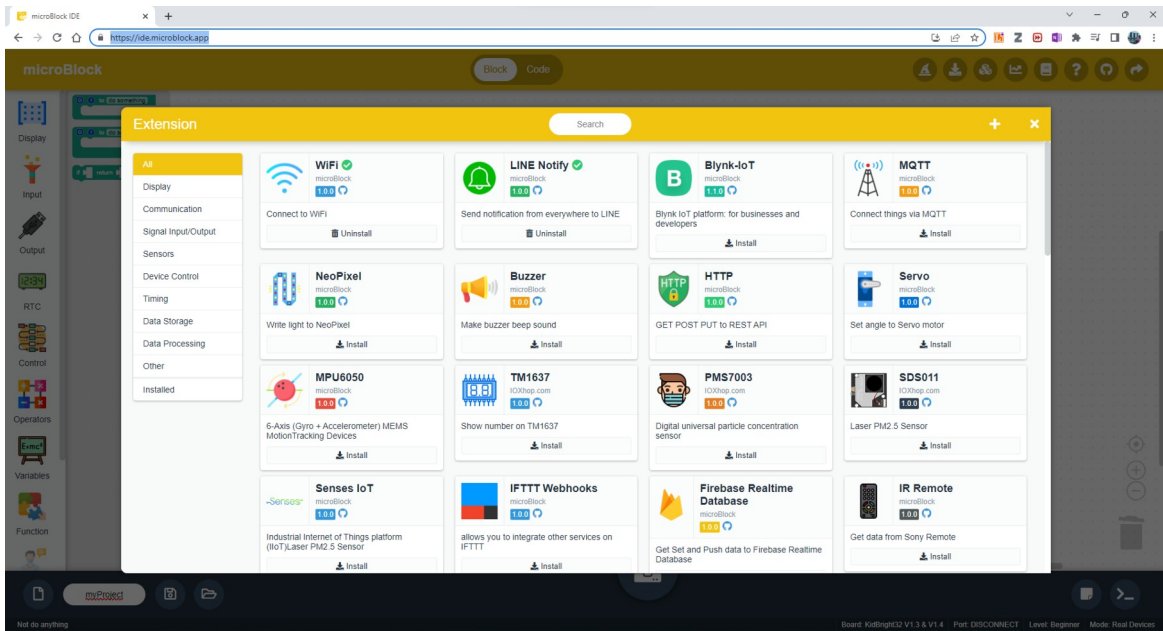 microBlock IDE
https://ide.microblock.app
microBlock
Block
Code
Display
Input
Output
RTC
Control
Operators
Variables
Function
to do something
Extension
Search
All
Display
Communication
Signal Input/Output
Sensors
Device Control
Timing
Data Storage
Data Processing
Other
Installed
WiFi
microBlock
1.0.0
Connect to WiFi
Uninstall
LINE Notify
microBlock
1.0.0
Send notification from everywhere to LINE
Uninstall
Blynk-IoT
microBlock
1.1.0
Blynk IoT platform: for businesses and
developers
Install
MQTT
microBlock
1.0.0
Connect things via MQTT
Install
NeoPixel
microBlock
1.0.0
Write light to NeoPixel
Install
Buzzer
microBlock
1.0.0
Make buzzer beep sound
Install
HTTP
HTTP
microBlock
1.0.0
GET POST PUT to REST API
Install
Servo
microBlock
1.0.0
Set angle to Servo motor
Install
MPU6050
microBlock
1.0.0
6-Axis (Gyro + Accelerometer) MEMS
MotionTracking Devices
Install
TM1637
IOXhop.com
1.0.0
Show number on TM1637
Install
PMS7003
IOXhop.com
1.0.0
Digital universal particle concentration
sensor
Install
SDS011
IOXhop.com
1.0.0
Laser PM2.5 Sensor
Install
Senses IoT
microBlock
1.0.0
Industrial Internet of Things platform
(IIoT)Laser PM2.5 Sensor
Install
IFTTT Webhooks
microBlock
1.0.0
allows you to integrate other services on
IFTTT
Install
Firebase Realtime
Database
microBlock
1.0.0
Get Set and Push data to Firebase Realtime
Database
IR Remote
microBlock
1.0.0
Get data from Sony Remote
Install
myProject
Not do anything
Board: KidBright32 V1.3 & V1.4 Port: DISCONNECT Level: Beginner Mode: Real Devices